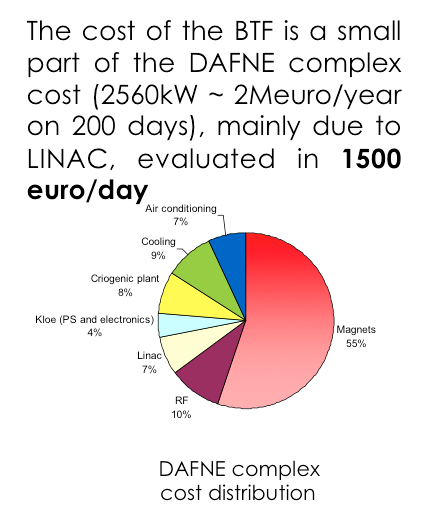 The cost of the BTF is a small
part of the DAFNE complex
cost (2560kW ~ 2Meuro/year
on 200 days), mainly due to
LINAC, evaluated in 1500
euro/day
Air conditioning
7%
Cooling
9%
Criogenic plant
8%
Kloe (PS and electronics)
4%
Magnets
55%
Linac
7%
RF
10%
DAFNE complex
cost distribution